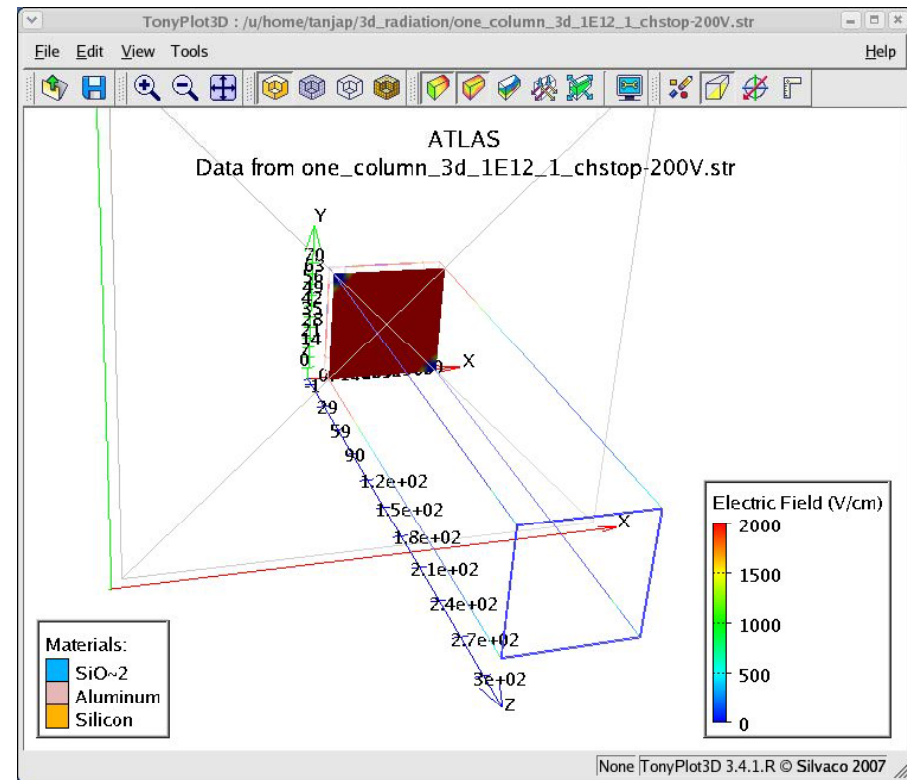 TonyPlot3D : /u/home/tanjap/3d_radiation/one_column_3d_1E12_1_chstop-200V.str
File Edit View Tools Help
ATLAS
Data from one_column_3d_1E12_1_chstop-200V.str
Y
70
63
56
49
42
35
28
21
14
7
0
X
0
-1
29
59
90
1.2e+02
1.5e+02
1.8e+02
2.1e+02
2.4e+02
2.7e+02
3e+02
Z
X
Electric Field (V/cm)
2000
1500
1000
500
0
Materials:
SiO~2
Aluminum
Silicon
None TonyPlot3D 3.4.1.R © Silvaco 2007